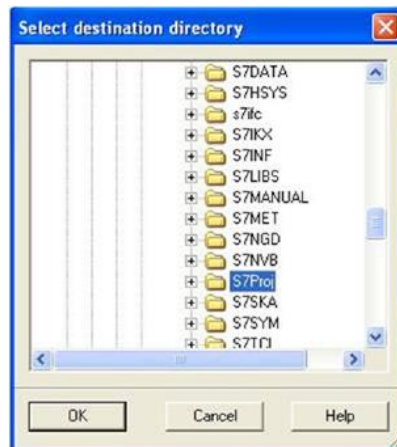 Select destination directory
S7DATA
S7HSYS
s7ifc
S7IKX
S7INF
S7LIBS
S7MANUAL
S7MET
S7NGD
S7NVB
S7Proj
S7SKA
S7SYM
S7TCI
OK
Cancel
Help